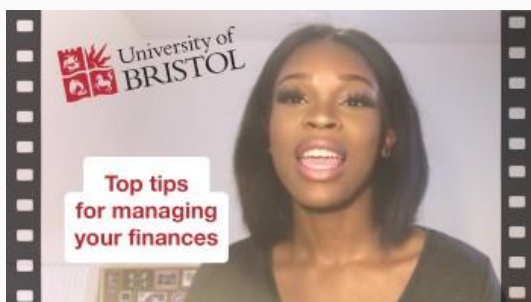 University of
BRISTOL
Top tips
for managing
your finances